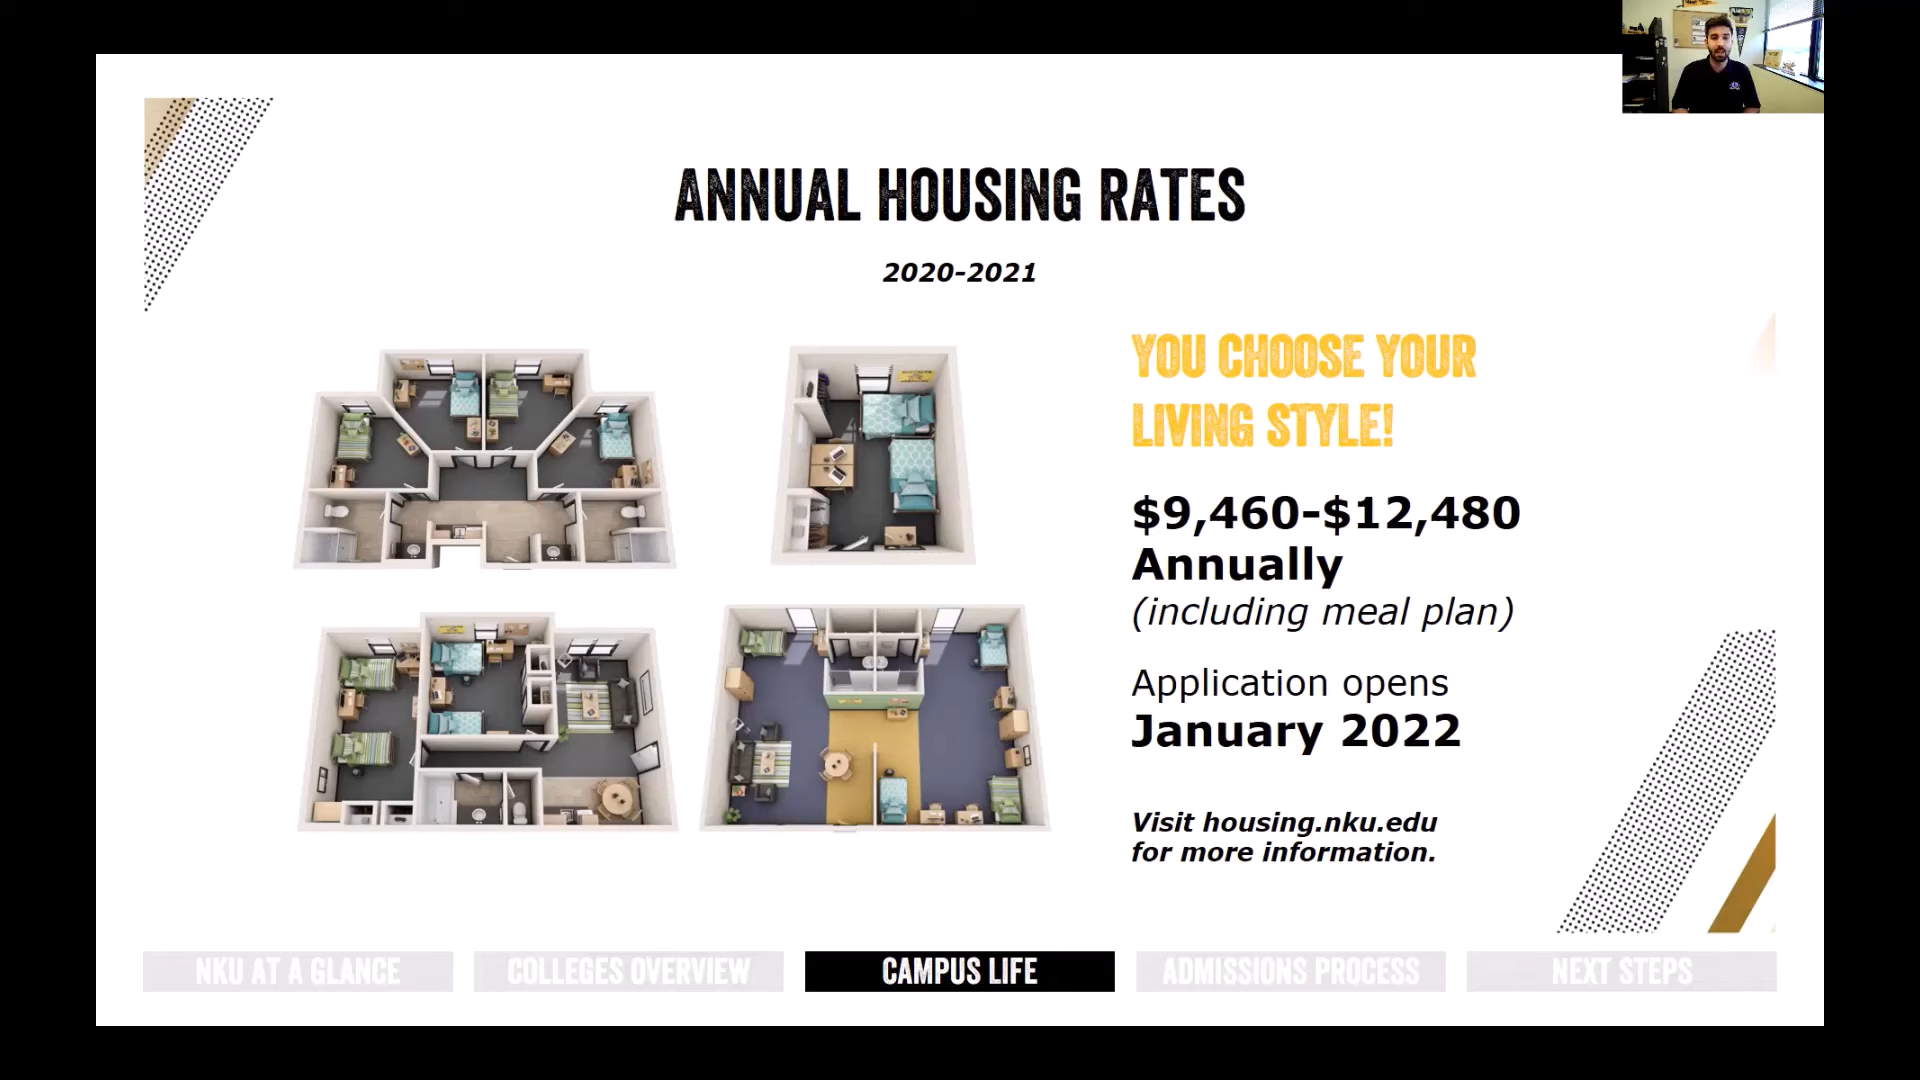 ANNUAL HOUSING RATES
2020-2021
YOU CHOOSE YOUR
LIVING STYLE!
$9,460-$12,480
Annually
(including meal plan)
Application opens
January 2022
Visit housing.nku.edu
for more information.
NKU AT A GLANCE
COLLEGES OVERVIEW
CAMPUS LIFE
ADMISSIONS PROCESS
NEXT STEPS